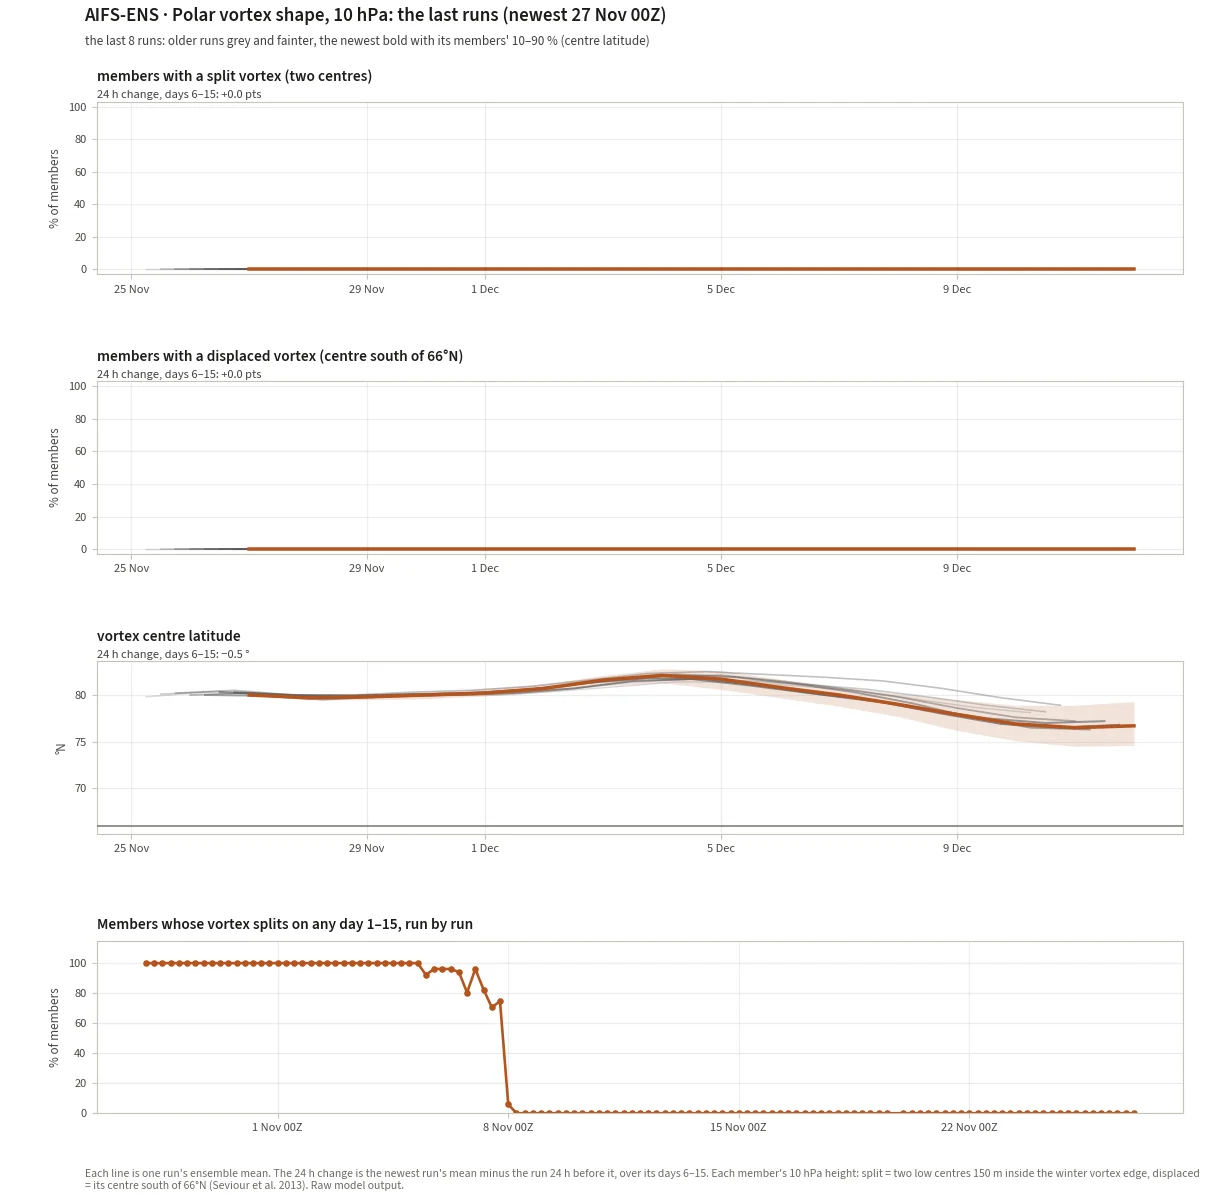 AIFS-ENS · Polar vortex shape, 10 hPa: the last runs (newest 27 Nov 00Z)
the last 8 runs: older runs grey and fainter, the newest bold with its members' 10–90 % (centre latitude)
members with a split vortex (two centres)
24 h change, days 6–15: +0.0 pts
100
80
60
40
20
0
% of members
25 Nov
29 Nov
1 Dec
5 Dec
9 Dec
members with a displaced vortex (centre south of 66°N)
24 h change, days 6–15: +0.0 pts
100
80
60
40
20
0
% of members
25 Nov
29 Nov
1 Dec
5 Dec
9 Dec
vortex centre latitude
24 h change, days 6–15: −0.5 °
80
75
70
°N
25 Nov
29 Nov
1 Dec
5 Dec
9 Dec
Members whose vortex splits on any day 1–15, run by run
100
80
60
40
20
0
% of members
1 Nov 00Z
8 Nov 00Z
15 Nov 00Z
22 Nov 00Z
Each line is one run's ensemble mean. The 24 h change is the newest run's mean minus the run 24 h before it, over its days 6–15. Each member's 10 hPa height: split = two low centres 150 m inside the winter vortex edge, displaced
= its centre south of 66°N (Seviour et al. 2013). Raw model output.